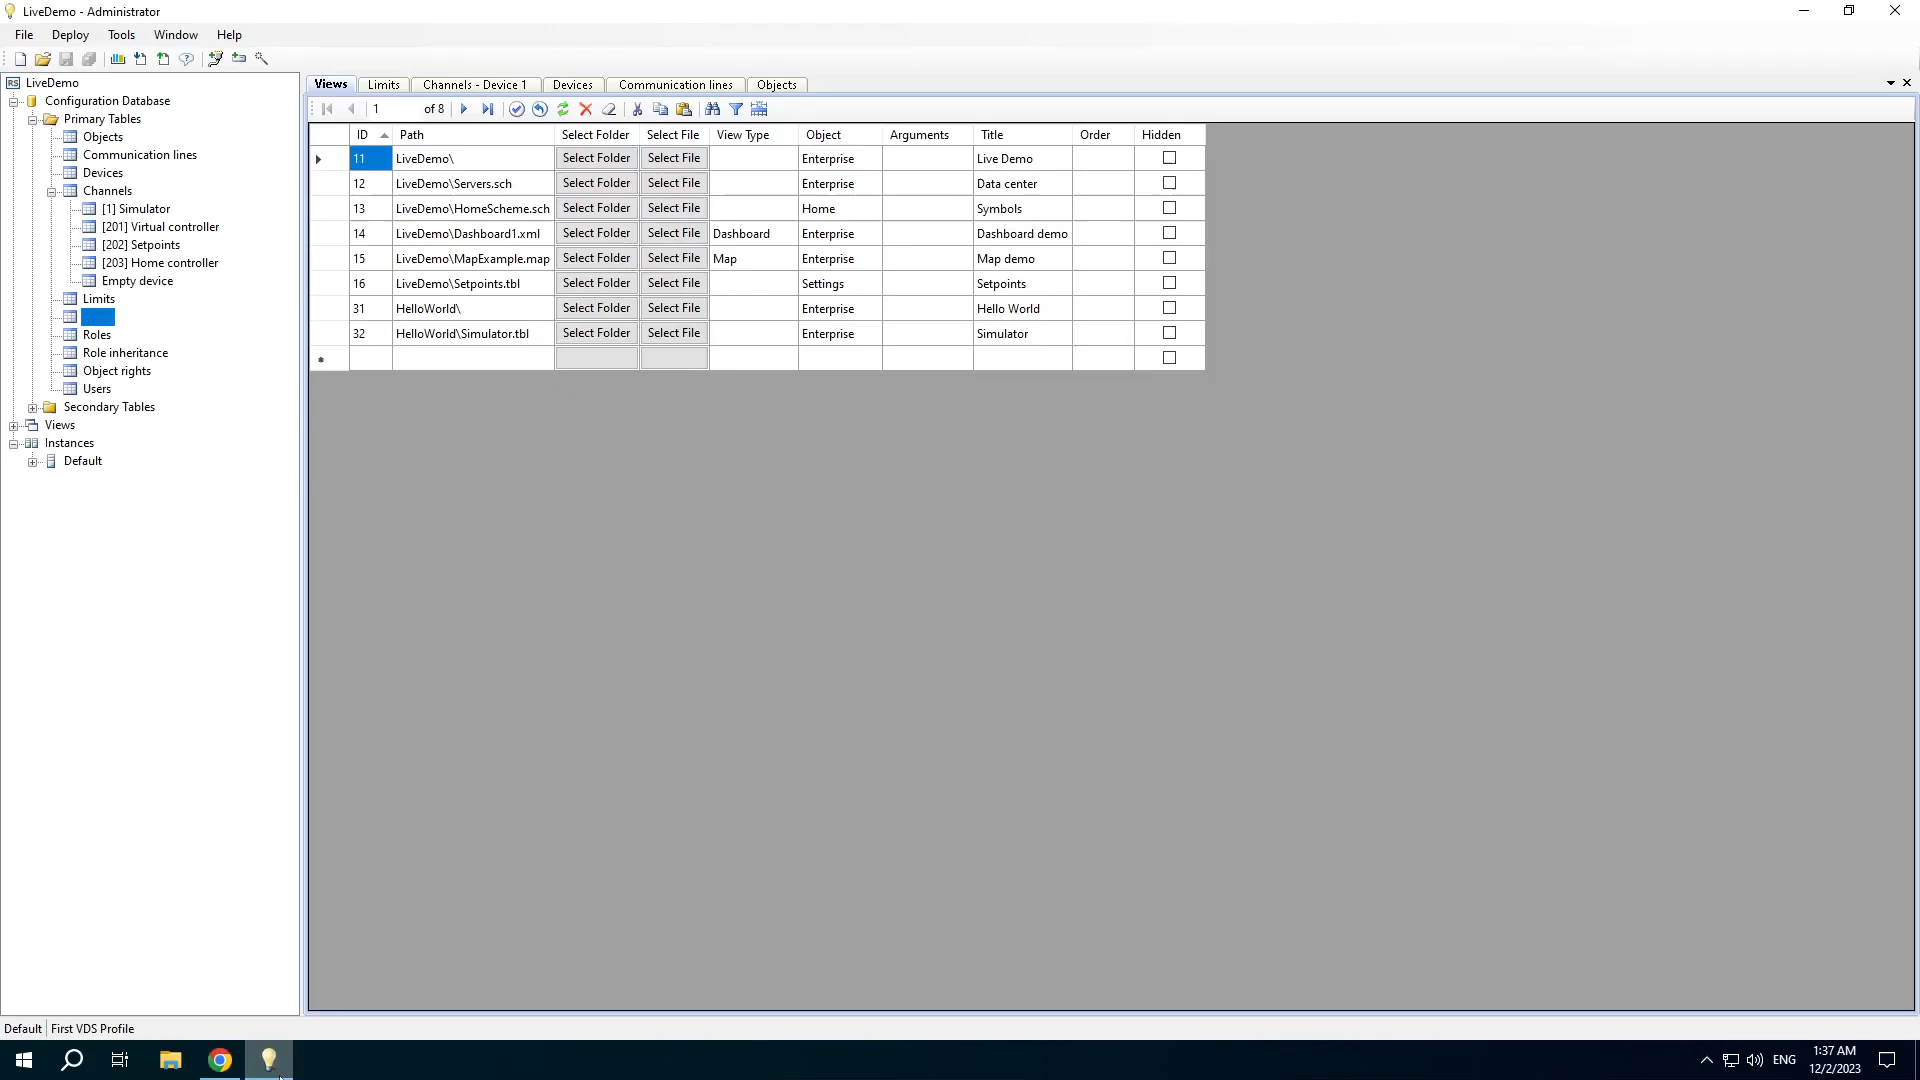 LiveDemo - Administrator
File Deploy Tools Window Help
LiveDemo
Configuration Database
Primary Tables
Objects
Communication lines
Devices
Channels
[1] Simulator
[201] Virtual controller
[202] Setpoints
[203] Home controller
Empty device
Limits
Roles
Role inheritance
Object rights
Users
Secondary Tables
Views
Instances
Default
Views Limits Channels - Device 1 Devices Communication lines Objects
1 of 8
ID Path Select Folder Select File View Type Object Arguments Title Order Hidden
11 LiveDemo\ Select Folder Select File Enterprise Live Demo
12 LiveDemo\Servers.sch Select Folder Select File Enterprise Data center
13 LiveDemo\HomeScheme.sch Select Folder Select File Home Symbols
14 LiveDemo\Dashboard1.xml Select Folder Select File Dashboard Enterprise Dashboard demo
15 LiveDemo\MapExample.map Select Folder Select File Map Enterprise Map demo
16 LiveDemo\Setpoints.tbl Select Folder Select File Settings Setpoints
31 HelloWorld\ Select Folder Select File Enterprise Hello World
32 HelloWorld\Simulator.tbl Select Folder Select File Enterprise Simulator
Default First VDS Profile
ENG
1:37 AM
12/2/2023